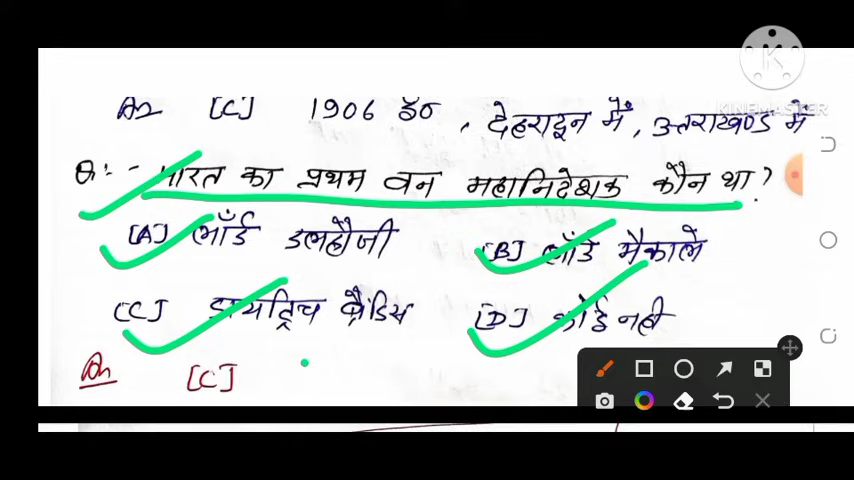 KINEMASTER
Ans [C] 1906 ई० , देहरादून में, उत्तराखण्ड में
Q:- भारत का प्रथम वन महानिदेशक कौन था?
[A] लॉर्ड डलहौजी [B] लॉर्ड मैकाले
[C] डायट्रिच ब्रैंडिस [D] कोई नही
Ans [C]